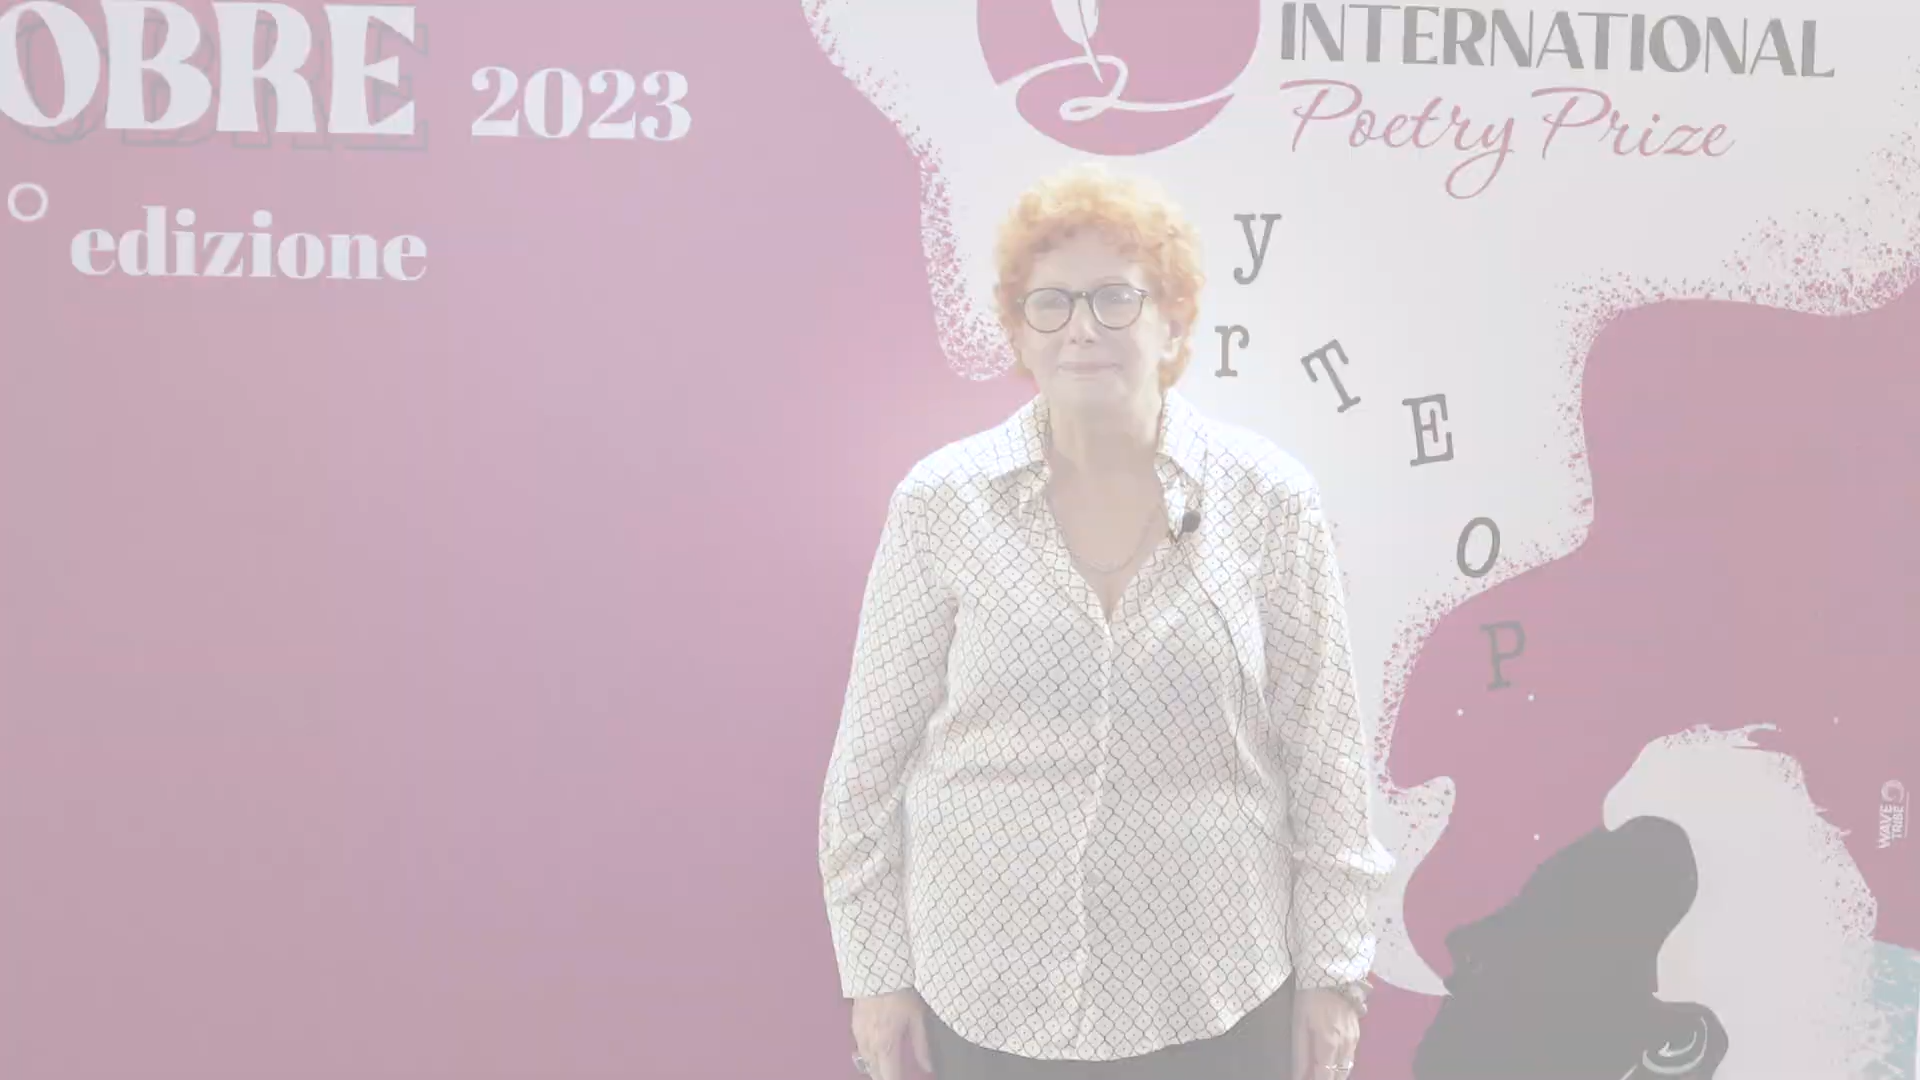 OBRE 2023
° edizione
INTERNATIONAL
Poetry Prize
y
r
T
E
O
P
WAVE
TRIBE